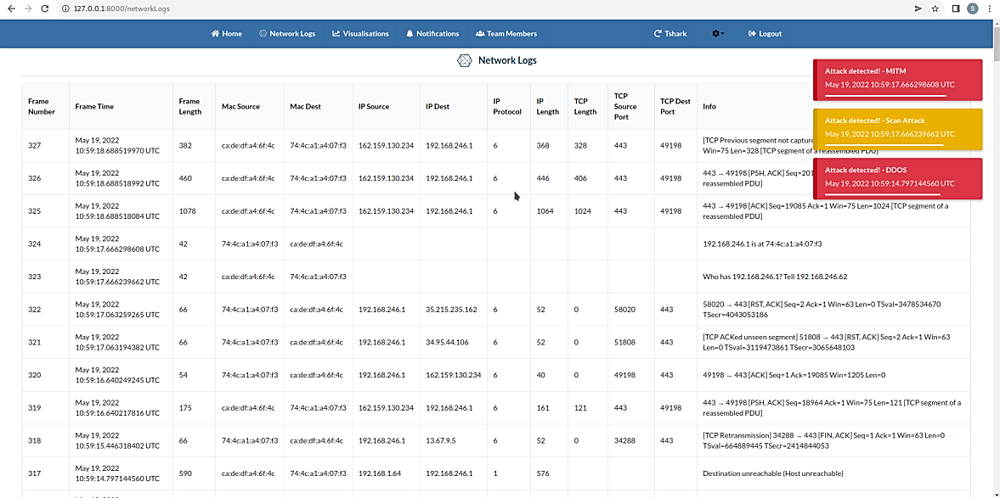 127.0.0.1:8000/networkLogs
S
Home Network Logs Visualisations Notifications Team Members Tshark Logout
Network Logs
Attack detected! - MITM
May 19, 2022 10:59:17.666298608 UTC
Attack detected! - Scan Attack
May 19, 2022 10:59:17.666239662 UTC
Attack detected! - DDOS
May 19, 2022 10:59:14.797144560 UTC
Frame Number Frame Time Frame Length Mac Source Mac Dest IP Source IP Dest IP Protocol IP Length TCP Length TCP Source Port TCP Dest Port Info
327 May 19, 2022 10:59:18.688519970 UTC 382 ca:de:df:a4:6f:4c 74:4c:a1:a4:07:f3 162.159.130.234 192.168.246.1 6 368 328 443 49198 [TCP Previous segment not capture
Win=75 Len=328 [TCP segment of a reassembled PDU]
326 May 19, 2022 10:59:18.688518992 UTC 460 ca:de:df:a4:6f:4c 74:4c:a1:a4:07:f3 162.159.130.234 192.168.246.1 6 446 406 443 49198 443 → 49198 [PSH, ACK] Seq=201
reassembled PDU]
325 May 19, 2022 10:59:18.688518084 UTC 1078 ca:de:df:a4:6f:4c 74:4c:a1:a4:07:f3 162.159.130.234 192.168.246.1 6 1064 1024 443 49198 443 → 49198 [ACK] Seq=19085 Ack=1 Win=75 Len=1024 [TCP segment of a
reassembled PDU]
324 May 19, 2022 10:59:17.666298608 UTC 42 74:4c:a1:a4:07:f3 ca:de:df:a4:6f:4c 192.168.246.1 is at 74:4c:a1:a4:07:f3
323 May 19, 2022 10:59:17.666239662 UTC 42 ca:de:df:a4:6f:4c 74:4c:a1:a4:07:f3 Who has 192.168.246.1? Tell 192.168.246.62
322 May 19, 2022 10:59:17.063259265 UTC 66 74:4c:a1:a4:07:f3 ca:de:df:a4:6f:4c 192.168.246.1 35.215.235.162 6 52 0 58020 443 58020 → 443 [RST, ACK] Seq=2 Ack=1 Win=63 Len=0 TSval=3478534670
TSecr=4043053186
321 May 19, 2022 10:59:17.063194382 UTC 66 74:4c:a1:a4:07:f3 ca:de:df:a4:6f:4c 192.168.246.1 34.95.44.106 6 52 0 51808 443 [TCP ACKed unseen segment] 51808 → 443 [RST, ACK] Seq=2 Ack=1 Win=63
Len=0 TSval=3119473861 TSecr=3065648103
320 May 19, 2022 10:59:16.640249245 UTC 54 74:4c:a1:a4:07:f3 ca:de:df:a4:6f:4c 192.168.246.1 162.159.130.234 6 40 0 49198 443 49198 → 443 [ACK] Seq=1 Ack=19085 Win=1205 Len=0
319 May 19, 2022 10:59:16.640217816 UTC 175 ca:de:df:a4:6f:4c 74:4c:a1:a4:07:f3 162.159.130.234 192.168.246.1 6 161 121 443 49198 443 → 49198 [PSH, ACK] Seq=18964 Ack=1 Win=75 Len=121 [TCP segment of a
reassembled PDU]
318 May 19, 2022 10:59:15.446318402 UTC 66 74:4c:a1:a4:07:f3 ca:de:df:a4:6f:4c 192.168.246.1 13.67.9.5 6 52 0 34288 443 [TCP Retransmission] 34288 → 443 [FIN, ACK] Seq=1 Ack=1 Win=63 Len=0
TSval=664889445 TSecr=2414844053
317 May 19, 2022 10:59:14.797144560 UTC 590 ca:de:df:a4:6f:4c 74:4c:a1:a4:07:f3 192.168.1.64 192.168.246.1 1 576 Destination unreachable (Host unreachable)